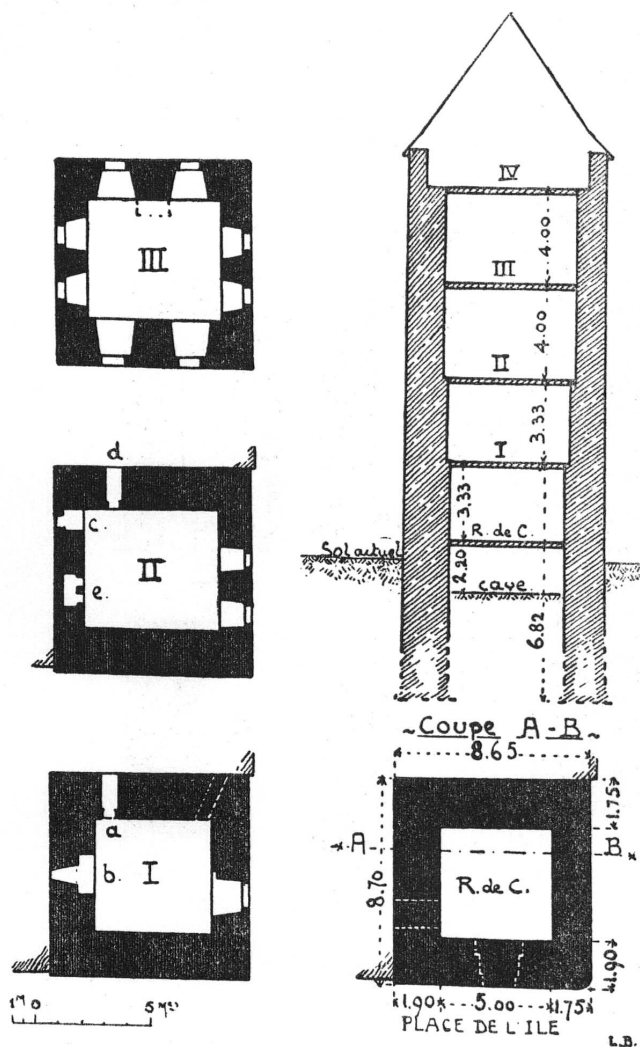 IV
4.00
III
III
4.00
II
3.33
d
I
3.33
c.
R. de C.
Sol actuel
II
2.20
e.
cave
6.82
~ Coupe A-B ~
8.65
1.75
a
A
B
b. I
R. de C.
8.70
1.90
1M 0 5 M
1.90 5.00 1.75
PLACE DE L'ILE
L.B.